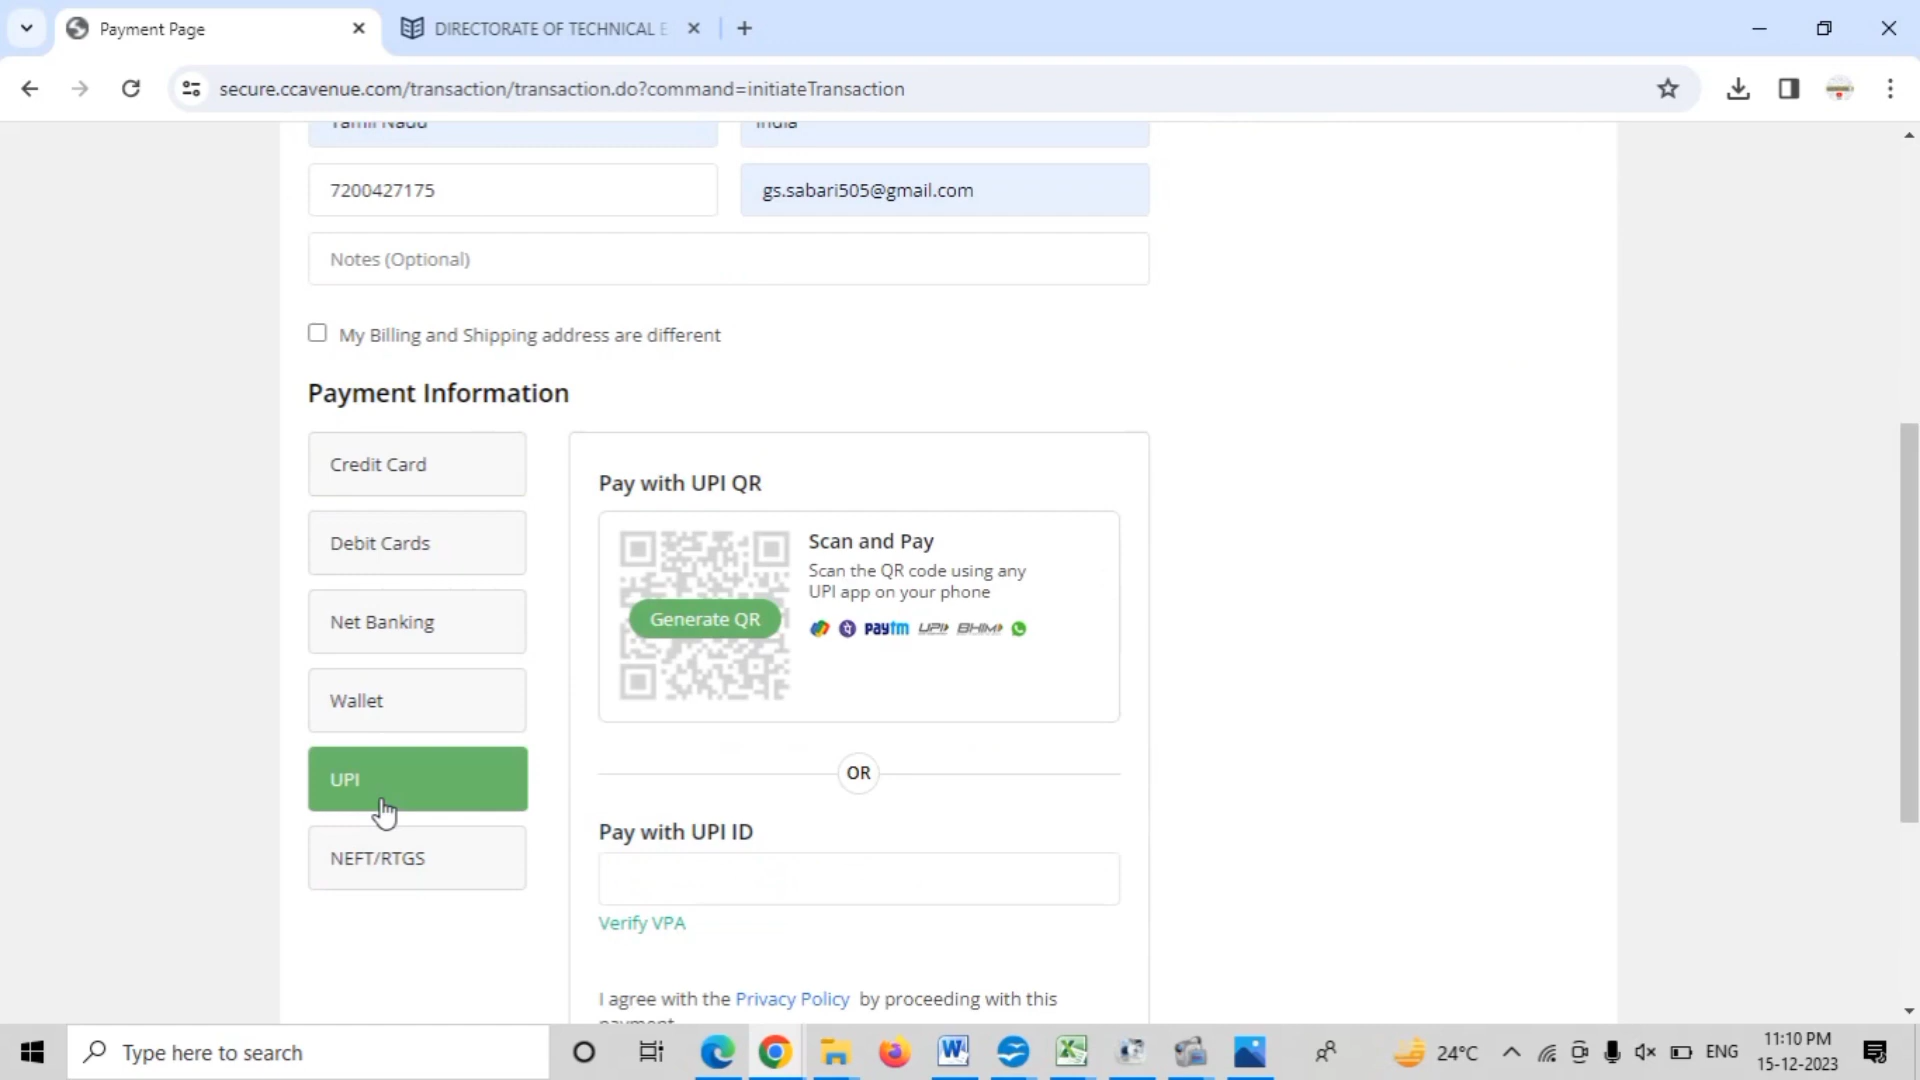 Payment Page
DIRECTORATE OF TECHNICAL E
secure.ccavenue.com/transaction/transaction.do?command=initiateTransaction
Tamil Nadu
India
7200427175
gs.sabari505@gmail.com
Notes (Optional)
My Billing and Shipping address are different
Payment Information
Credit Card
Debit Cards
Net Banking
Wallet
UPI
NEFT/RTGS
Pay with UPI QR
Generate QR
Scan and Pay
Scan the QR code using any
UPI app on your phone
paytm UPI BHIM
OR
Pay with UPI ID
Verify VPA
I agree with the Privacy Policy by proceeding with this
payment
Type here to search
24°C
ENG
11:10 PM
15-12-2023